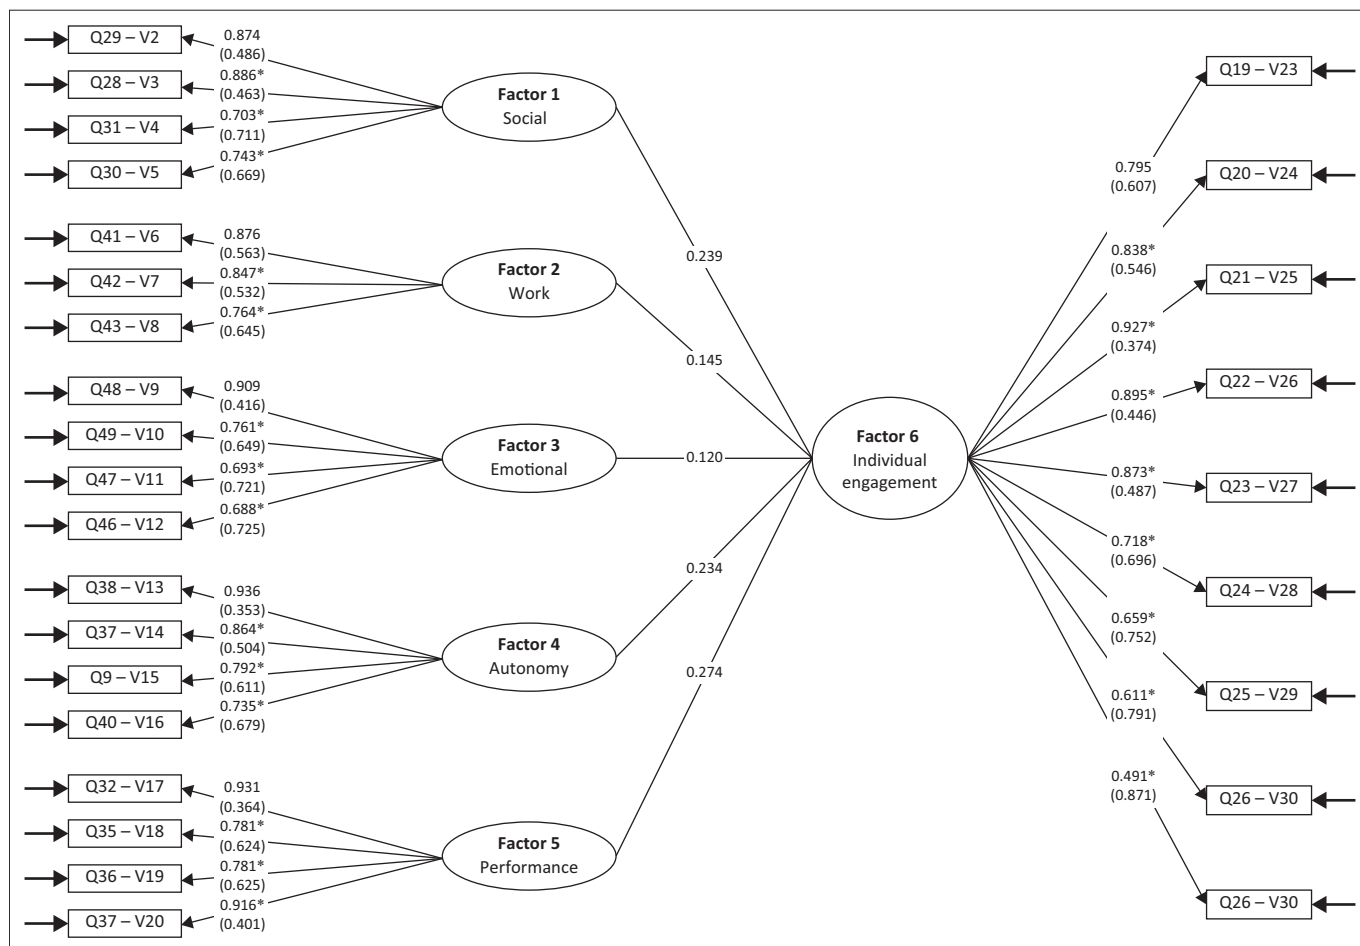 Q29 – V2
0.874
(0.486)
Q28 – V3
0.886*
(0.463)
Q31 – V4
0.703*
(0.711)
Q30 – V5
0.743*
(0.669)
Factor 1
Social
Q41 – V6
0.876
(0.563)
Q42 – V7
0.847*
(0.532)
Q43 – V8
0.764*
(0.645)
Factor 2
Work
Q48 – V9
0.909
(0.416)
Q49 – V10
0.761*
(0.649)
Q47 – V11
0.693*
(0.721)
Q46 – V12
0.688*
(0.725)
Factor 3
Emotional
Q38 – V13
0.936
(0.353)
Q37 – V14
0.864*
(0.504)
Q9 – V15
0.792*
(0.611)
Q40 – V16
0.735*
(0.679)
Factor 4
Autonomy
Q32 – V17
0.931
(0.364)
Q35 – V18
0.781*
(0.624)
Q36 – V19
0.781*
(0.625)
Q37 – V20
0.916*
(0.401)
Factor 5
Performance
0.239
0.145
0.120
0.234
0.274
Factor 6
Individual
engagement
0.795
(0.607)
Q19 – V23
0.838*
(0.546)
Q20 – V24
0.927*
(0.374)
Q21 – V25
0.895*
(0.446)
Q22 – V26
0.873*
(0.487)
Q23 – V27
0.718*
(0.696)
Q24 – V28
0.659*
(0.752)
Q25 – V29
0.611*
(0.791)
Q26 – V30
0.491*
(0.871)
Q26 – V30